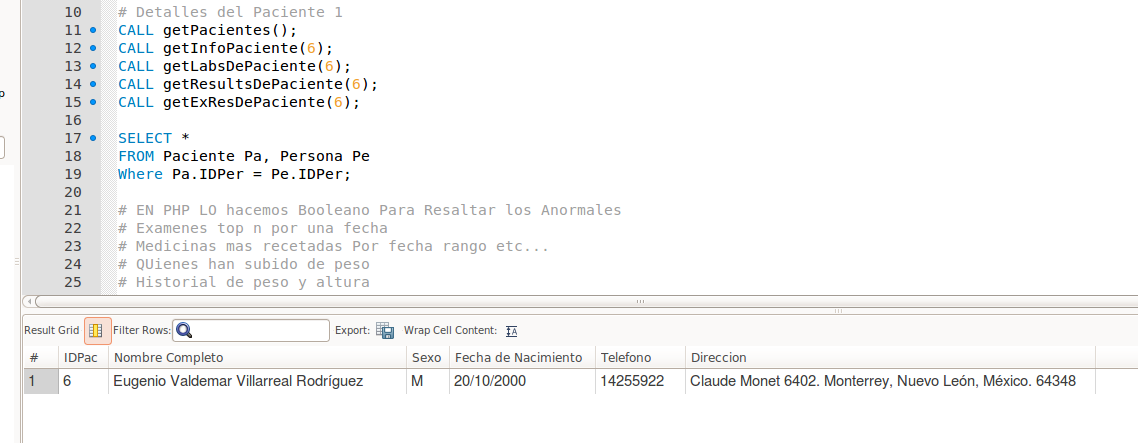 10 # Detalles del Paciente 1
11 CALL getPacientes();
12 CALL getInfoPaciente(6);
13 CALL getLabsDePaciente(6);
14 CALL getResultsDePaciente(6);
p
15 CALL getExResDePaciente(6);
16
17 SELECT *
18 FROM Paciente Pa, Persona Pe
19 Where Pa.IDPer = Pe.IDPer;
20
21 # EN PHP LO hacemos Booleano Para Resaltar los Anormales
22 # Examenes top n por una fecha
23 # Medicinas mas recetadas Por fecha rango etc...
24 # QUienes han subido de peso
25 # Historial de peso y altura
Result Grid Filter Rows: Export: Wrap Cell Content: IA
# IDPac Nombre Completo Sexo Fecha de Nacimiento Telefono Direccion
1 6 Eugenio Valdemar Villarreal Rodríguez M 20/10/2000 14255922 Claude Monet 6402. Monterrey, Nuevo León, México. 64348